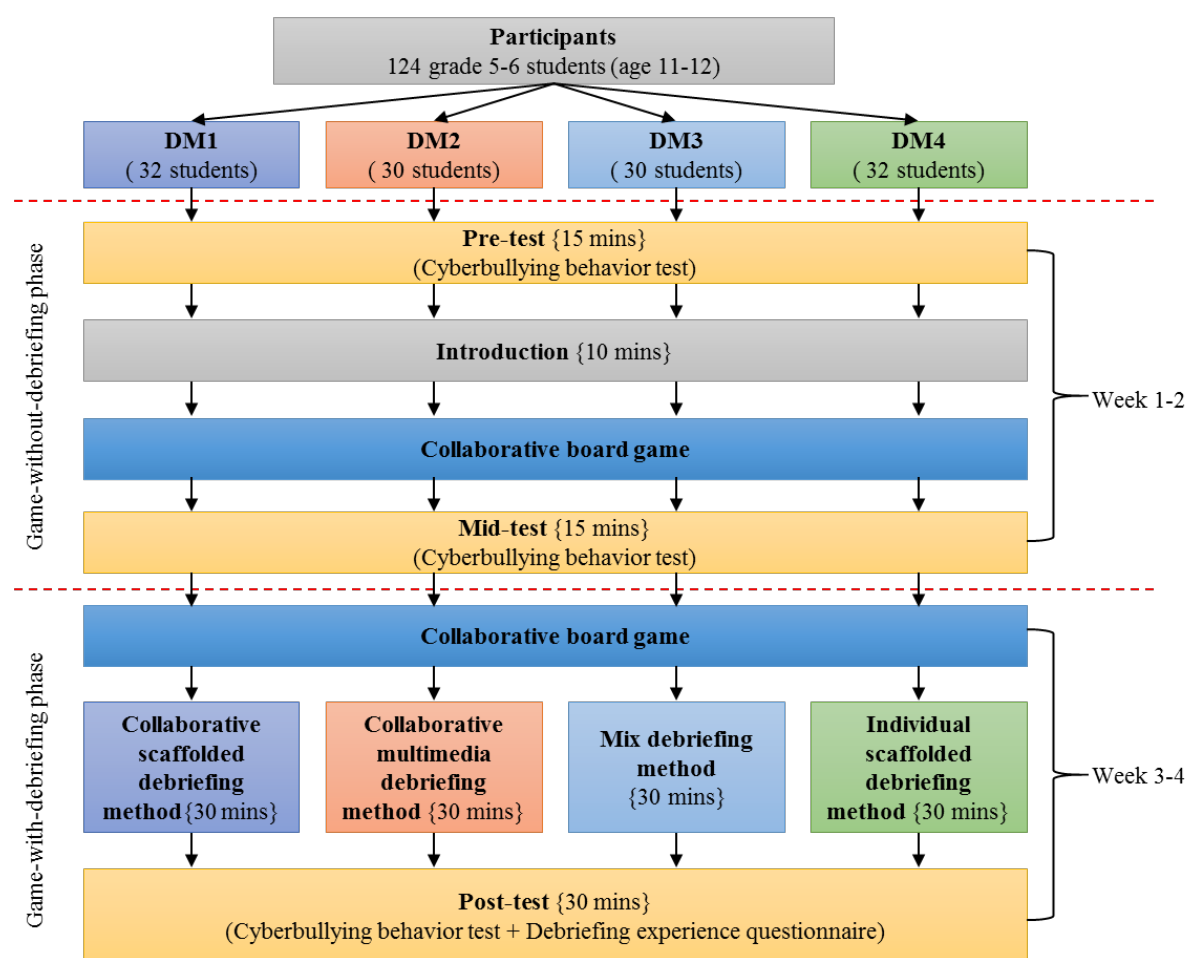 Participants
124 grade 5-6 students (age 11-12)
DM1
( 32 students)
DM2
( 30 students)
DM3
( 30 students)
DM4
( 32 students)
Game-without-debriefing phase
Pre-test {15 mins}
(Cyberbullying behavior test)
Introduction {10 mins}
Collaborative board game
Mid-test {15 mins}
(Cyberbullying behavior test)
Week 1-2
Game-with-debriefing phase
Collaborative board game
Collaborative
scaffolded
debriefing
method{30 mins}
Collaborative
multimedia
debriefing
method {30 mins}
Mix debriefing
method
{30 mins}
Individual
scaffolded
debriefing
method {30 mins}
Week 3-4
Post-test {30 mins}
(Cyberbullying behavior test + Debriefing experience questionnaire)